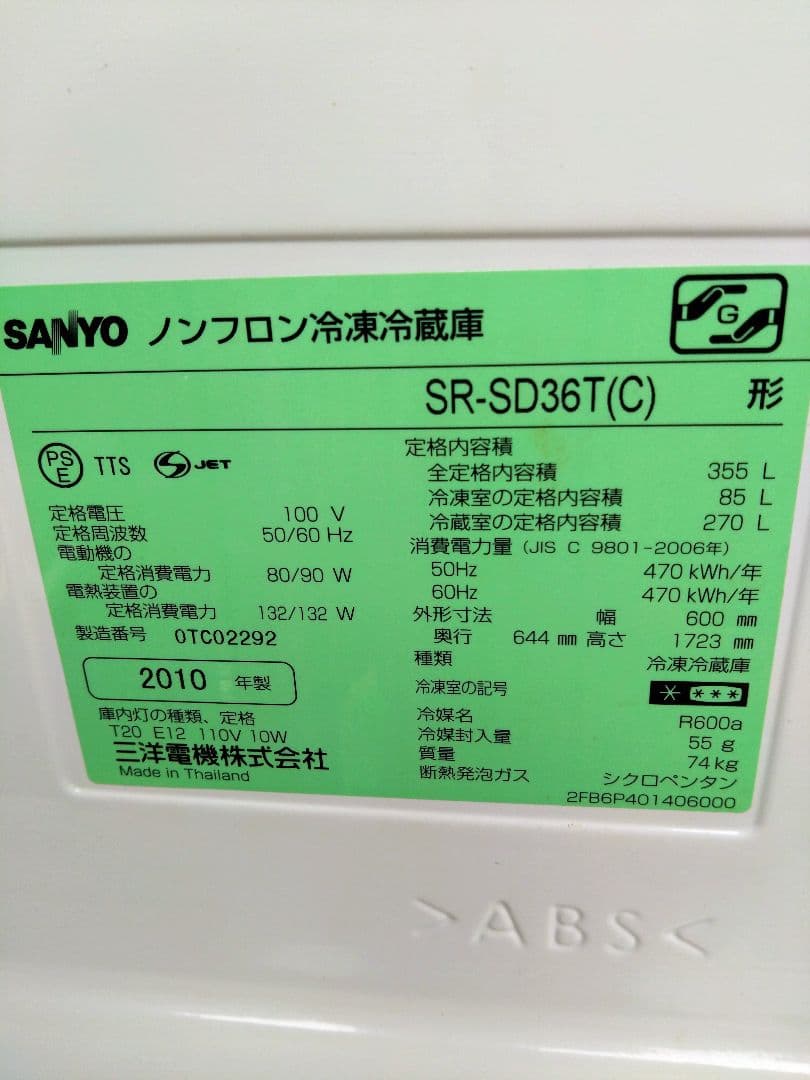 SANYO ノンフロン冷凍冷蔵庫
G
SR-SD36T(C) 形
PSE TTS S JET
定格電圧 100 V
定格周波数 50/60 Hz
電動機の
定格消費電力 80/90 W
電熱装置の
定格消費電力 132/132 W
製造番号 0TC02292
2010 年製
庫内灯の種類、定格
T20 E12 110V 10W
三洋電機株式会社
Made in Thailand
定格内容積
全定格内容積 355 L
冷凍室の定格内容積 85 L
冷蔵室の定格内容積 270 L
消費電力量 (JIS C 9801-2006年)
50Hz 470 kWh/年
60Hz 470 kWh/年
外形寸法 幅 600 mm
奥行 644 mm 高さ 1723 mm
種類 冷凍冷蔵庫
冷凍室の記号 * ***
冷媒名 R600a
冷媒封入量 55 g
質量 74 kg
断熱発泡ガス シクロペンタン
2FB6P401406000
>ABS<